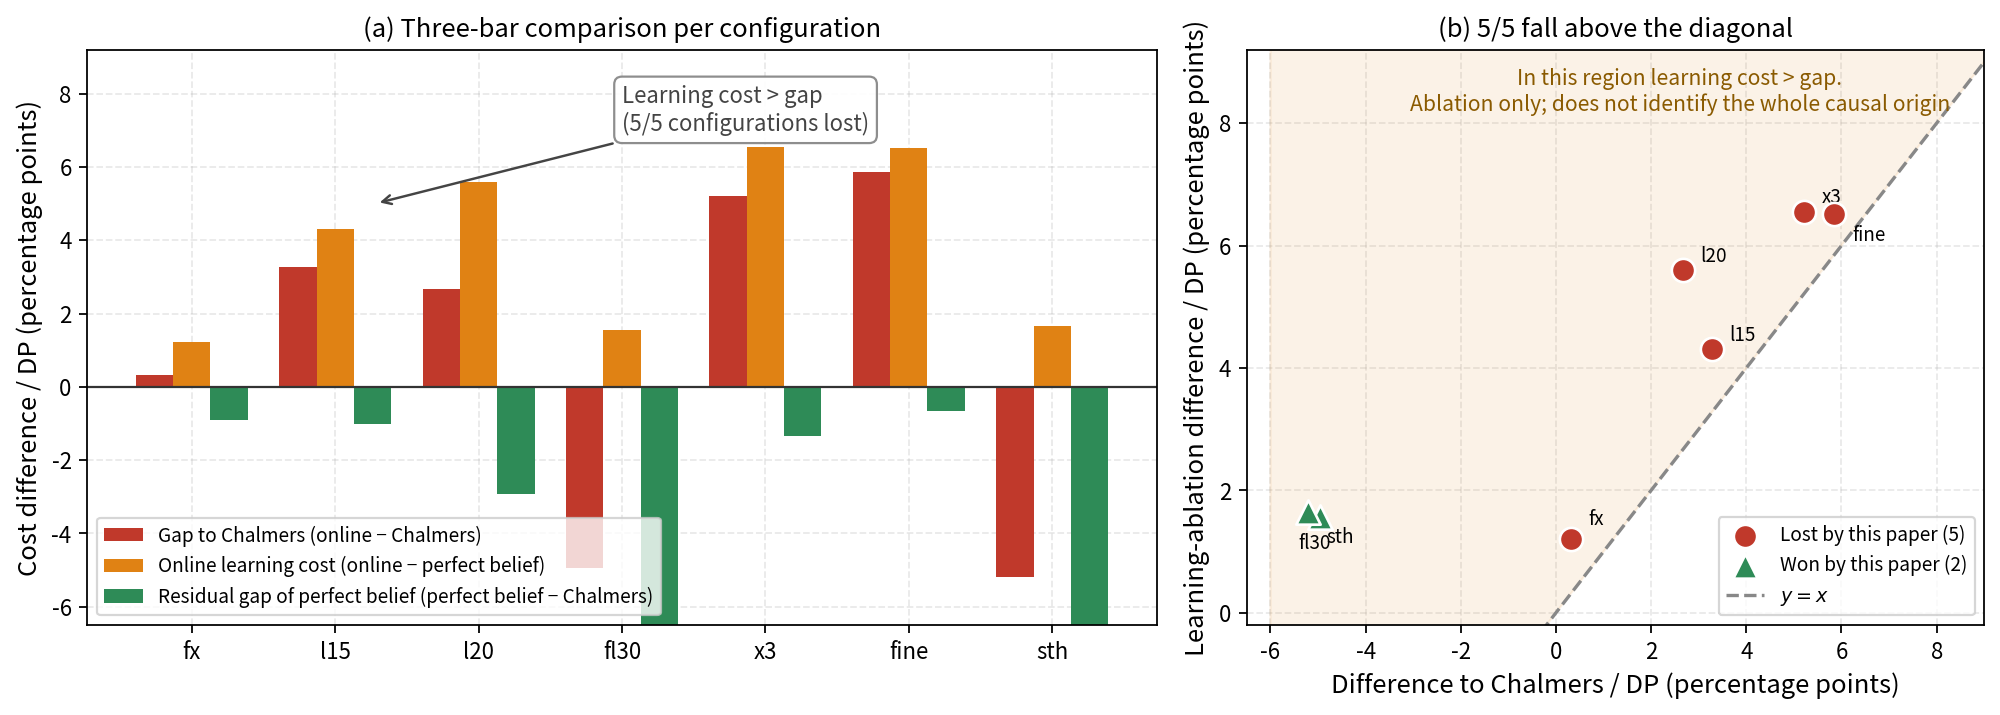 (a) Three-bar comparison per configuration
Cost difference / DP (percentage points)
8
6
4
2
0
-2
-4
-6
Learning cost > gap
(5/5 configurations lost)
Gap to Chalmers (online − Chalmers)
Online learning cost (online − perfect belief)
Residual gap of perfect belief (perfect belief − Chalmers)
fx
l15
l20
fl30
x3
fine
sth
(b) 5/5 fall above the diagonal
Learning-ablation difference / DP (percentage points)
8
6
4
2
0
In this region learning cost > gap.
Ablation only; does not identify the whole causal origin
x3
fine
l20
l15
fx
fl30
sth
Lost by this paper (5)
Won by this paper (2)
y = x
-6
-4
-2
0
2
4
6
8
Difference to Chalmers / DP (percentage points)